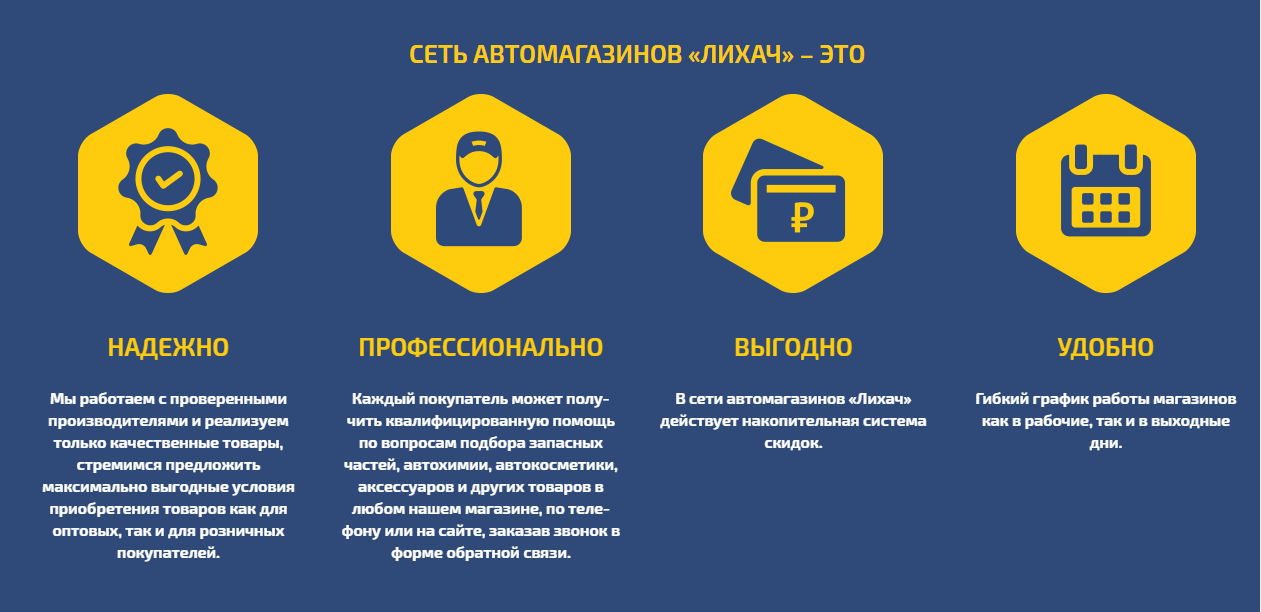 СЕТЬ АВТОМАГАЗИНОВ «ЛИХАЧ» – ЭТО
НАДЕЖНО
Мы работаем с проверенными
производителями и реализуем
только качественные товары,
стремимся предложить
максимально выгодные условия
приобретения товаров как для
оптовых, так и для розничных
покупателей.
ПРОФЕССИОНАЛЬНО
Каждый покупатель может полу-
чить квалифицированную помощь
по вопросам подбора запасных
частей, автохимии, автокосметики,
аксессуаров и других товаров в
любом нашем магазине, по теле-
фону или на сайте, заказав звонок в
форме обратной связи.
₽
ВЫГОДНО
В сети автомагазинов «Лихач»
действует накопительная система
скидок.
УДОБНО
Гибкий график работы магазинов
как в рабочие, так и в выходные
дни.